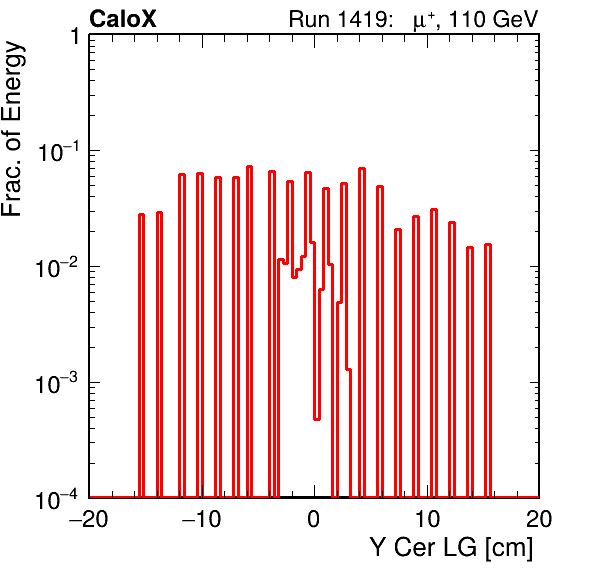 CaloX Run 1419: μ⁺, 110 GeV
Frac. of Energy
1
10⁻¹
10⁻²
10⁻³
10⁻⁴
−20 −10 0 10 20
Y Cer LG [cm]